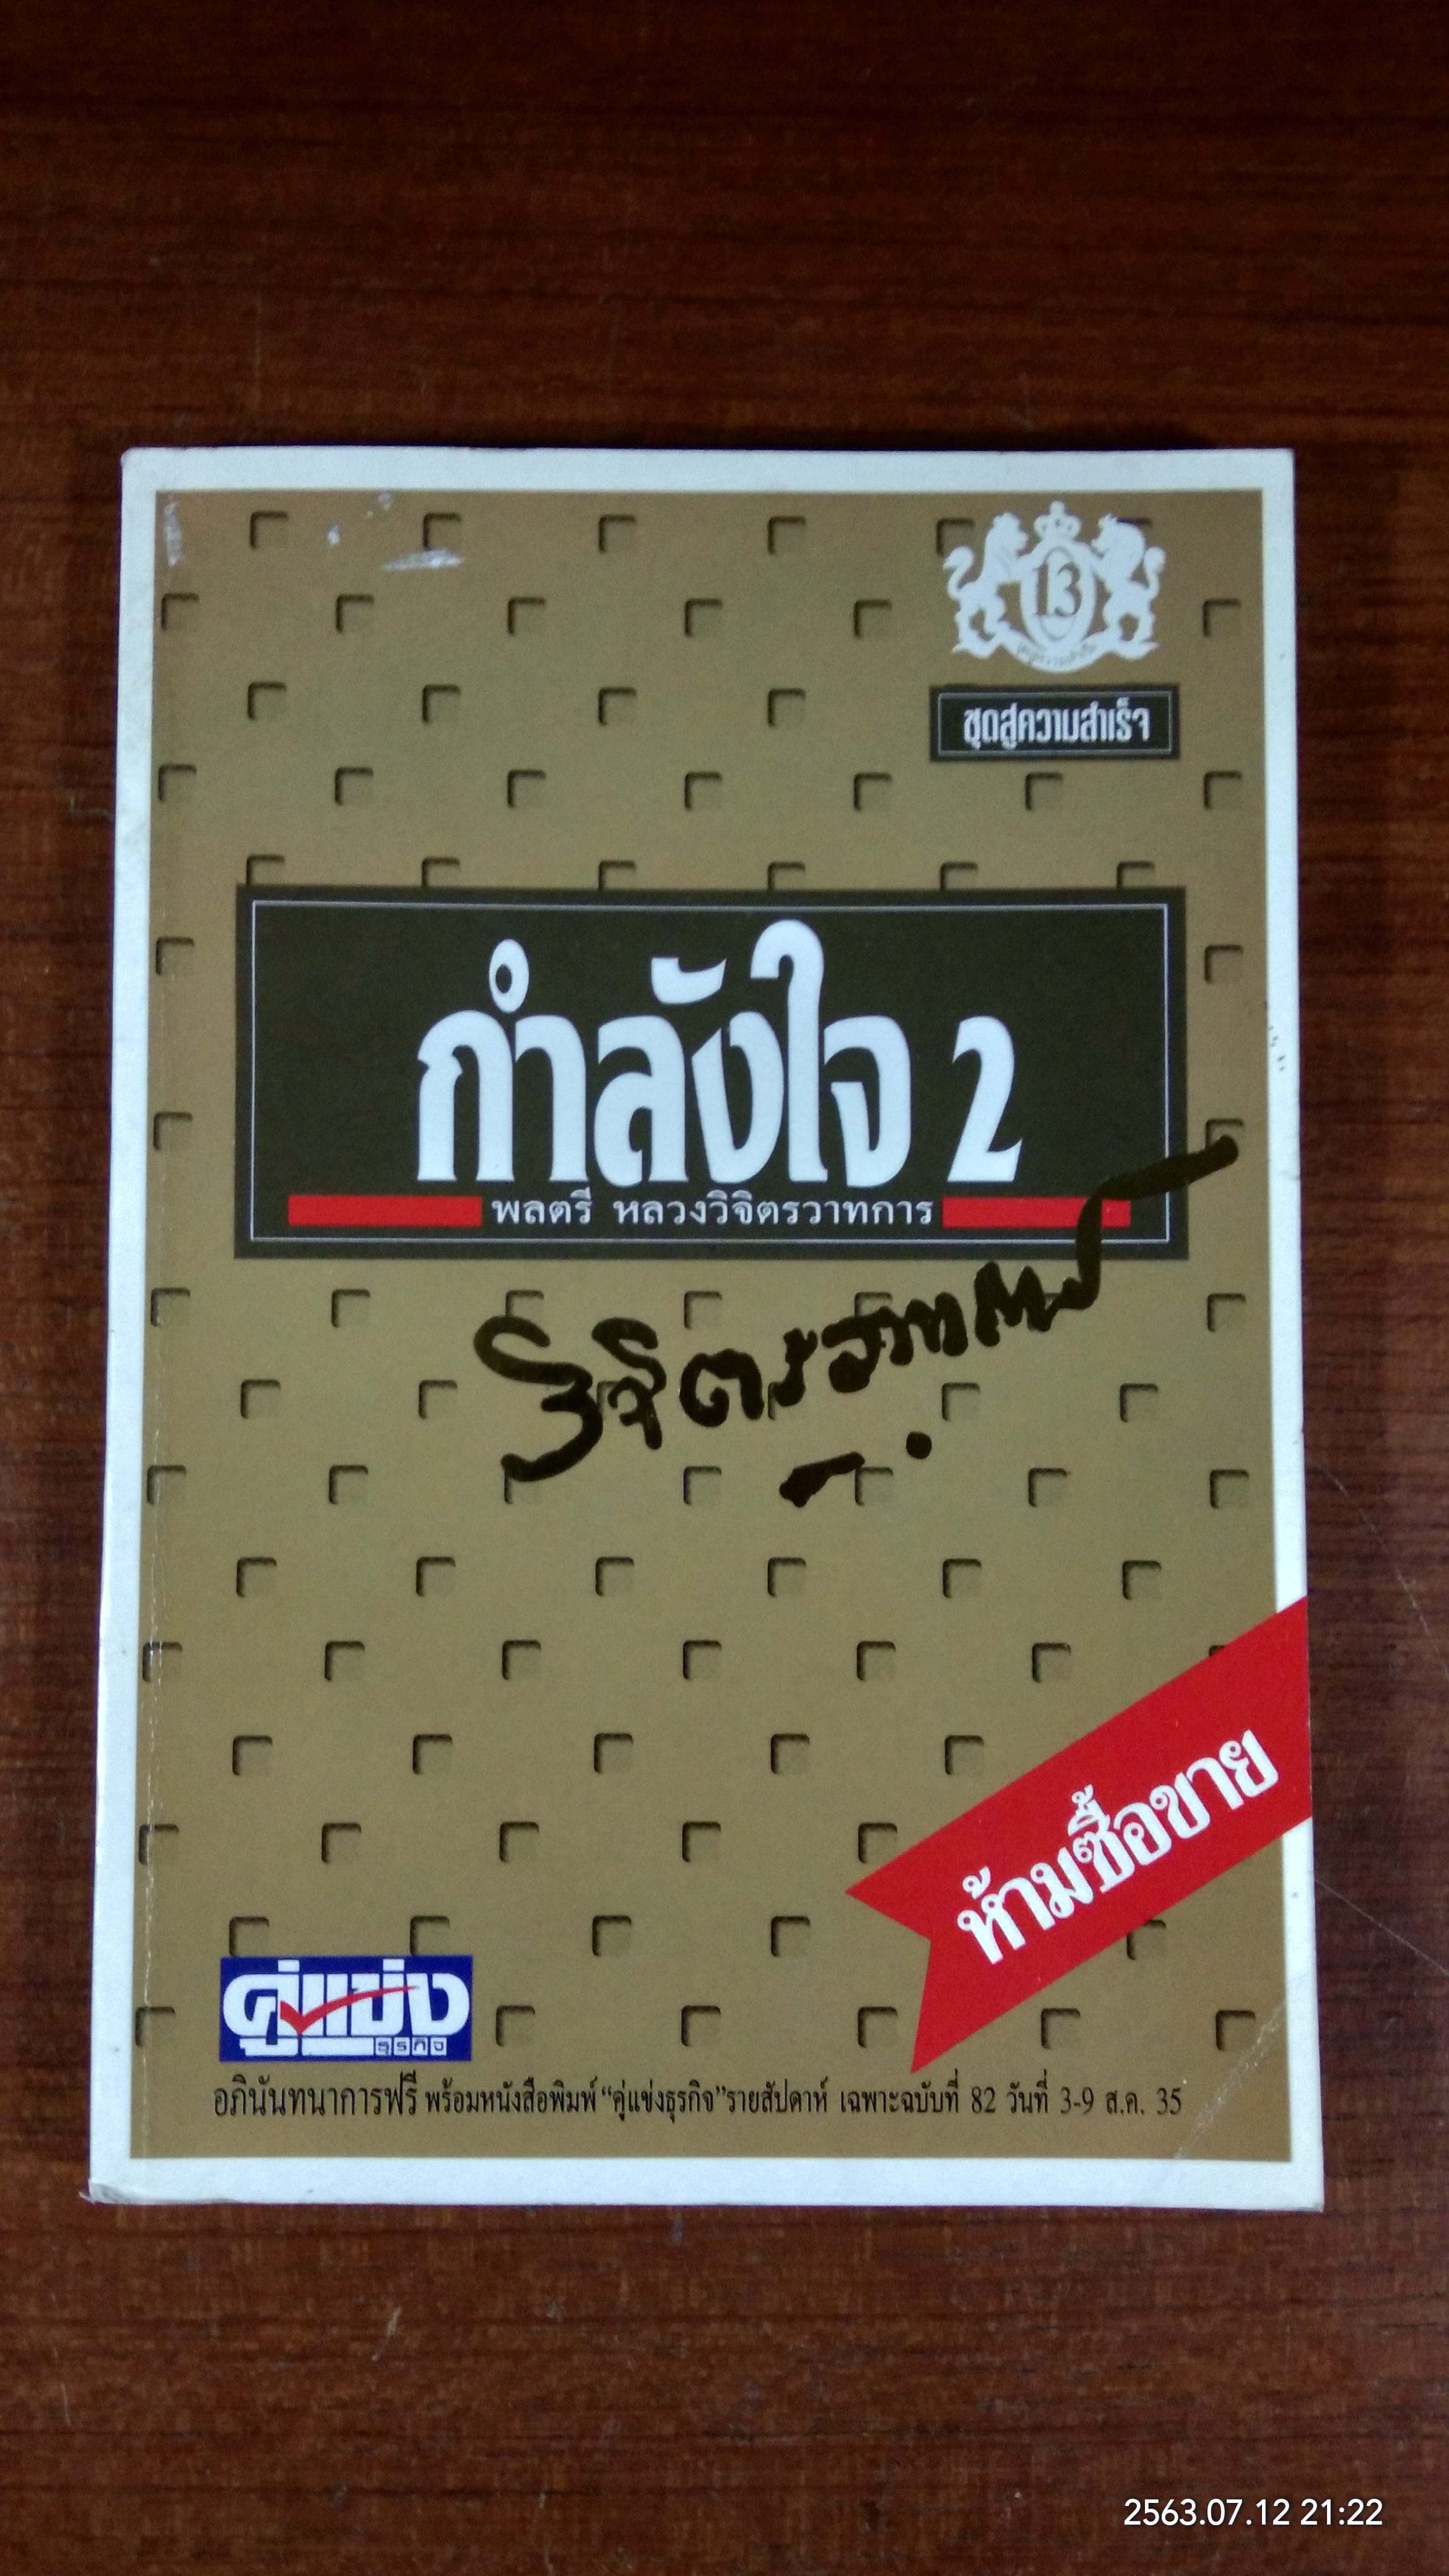 13
ชุดสู่ความสำเร็จ
กำลังใจ 2
พลตรี หลวงวิจิตรวาทการ
วิจิตรวาทการ
ห้ามซื้อขาย
คู่แข่ง
ธุรกิจ
อภินันทนาการฟรี พร้อมหนังสือพิมพ์ “คู่แข่งธุรกิจ” รายสัปดาห์ เฉพาะฉบับที่ 82 วันที่ 3-9 ส.ค. 35
2563.07.12 21:22